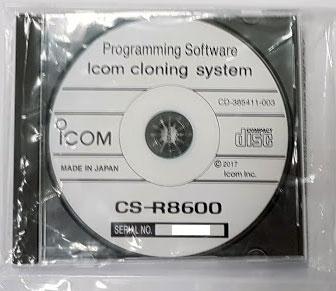 Programming Software
Icom cloning system
CD-385411-003
ICOM
COMPACT
disc
MADE IN JAPAN
© 2017
Icom Inc.
CS-R8600
SERIAL NO.